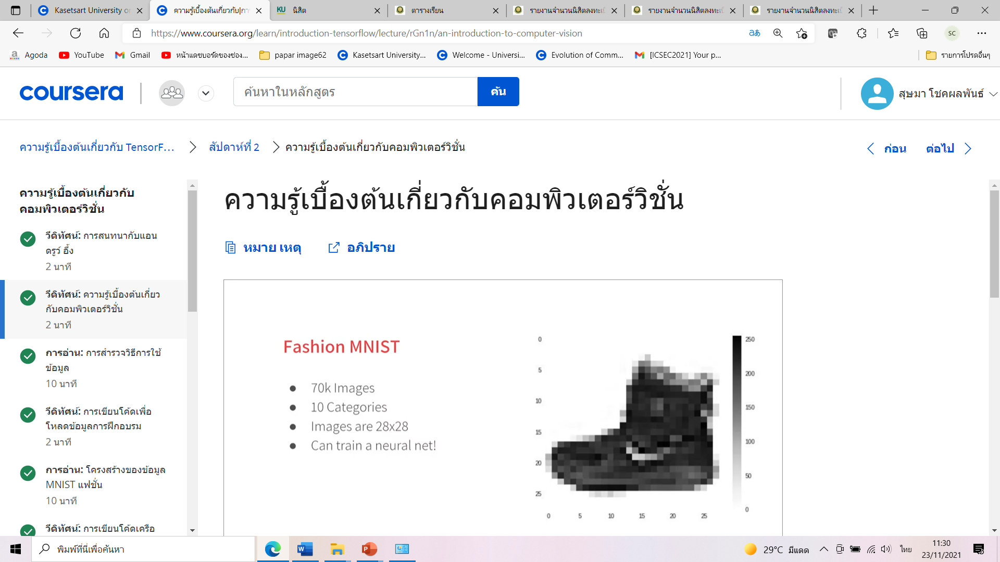 Kasetsart University on
ความรู้เบื้องต้นเกี่ยวกับ|กา
KU นิสิต
ตารางเรียน
รายงานจำนวนนิสิตลงทะเบี
รายงานจำนวนนิสิตลงทะเบี
รายงานจำนวนนิสิตลงทะเบี
https://www.coursera.org/learn/introduction-tensorflow/lecture/rGn1n/an-introduction-to-computer-vision
SC
Agoda
YouTube
Gmail
หน้าแดชบอร์ดของช่อง...
papar image62
Kasetsart University...
Welcome - Universi...
Evolution of Comm...
[ICSEC2021] Your p...
รายการโปรดอื่นๆ
coursera
ค้นหาในหลักสูตร
ค้น
สุษมา โชคผลพันธ์
ความรู้เบื้องต้นเกี่ยวกับ TensorF...
สัปดาห์ที่ 2
ความรู้เบื้องต้นเกี่ยวกับคอมพิวเตอร์วิชั่น
ก่อน
ต่อไป
ความรู้เบื้องต้นเกี่ยวกับ
คอมพิวเตอร์วิชั่น
วีดิทัศน์: การสนทนากับแอน
ดรูว์ อึ้ง
2 นาที
วีดิทัศน์: ความรู้เบื้องต้นเกี่ยว
กับคอมพิวเตอร์วิชั่น
2 นาที
การอ่าน: การสำรวจวิธีการใช้
ข้อมูล
10 นาที
วีดิทัศน์: การเขียนโค้ดเพื่อ
โหลดข้อมูลการฝึกอบรม
2 นาที
การอ่าน: โครงสร้างของข้อมูล
MNIST แฟชั่น
10 นาที
วีดิทัศน์: การเขียนโค้ดเครือ
ความรู้เบื้องต้นเกี่ยวกับคอมพิวเตอร์วิชั่น
หมาย เหตุ
อภิปราย
Fashion MNIST
70k Images
10 Categories
Images are 28x28
Can train a neural net!
0
5
10
15
20
25
0 5 10 15 20 25
250
200
150
100
50
0
พิมพ์ที่นี่เพื่อค้นหา
29°C มีแดด
ไทย
11:30
23/11/2021